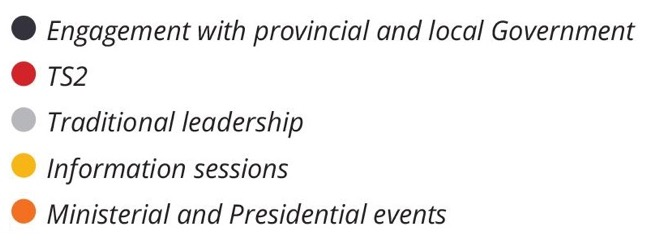 Engagement with provincial and local Government
TS2
Traditional leadership
Information sessions
Ministerial and Presidential events